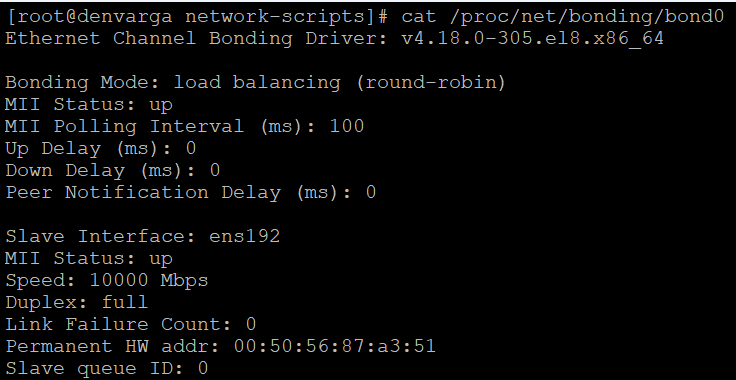 [root@denvarga network-scripts]# cat /proc/net/bonding/bond0
Ethernet Channel Bonding Driver: v4.18.0-305.el8.x86_64
Bonding Mode: load balancing (round-robin)
MII Status: up
MII Polling Interval (ms): 100
Up Delay (ms): 0
Down Delay (ms): 0
Peer Notification Delay (ms): 0
Slave Interface: ens192
MII Status: up
Speed: 10000 Mbps
Duplex: full
Link Failure Count: 0
Permanent HW addr: 00:50:56:87:a3:51
Slave queue ID: 0